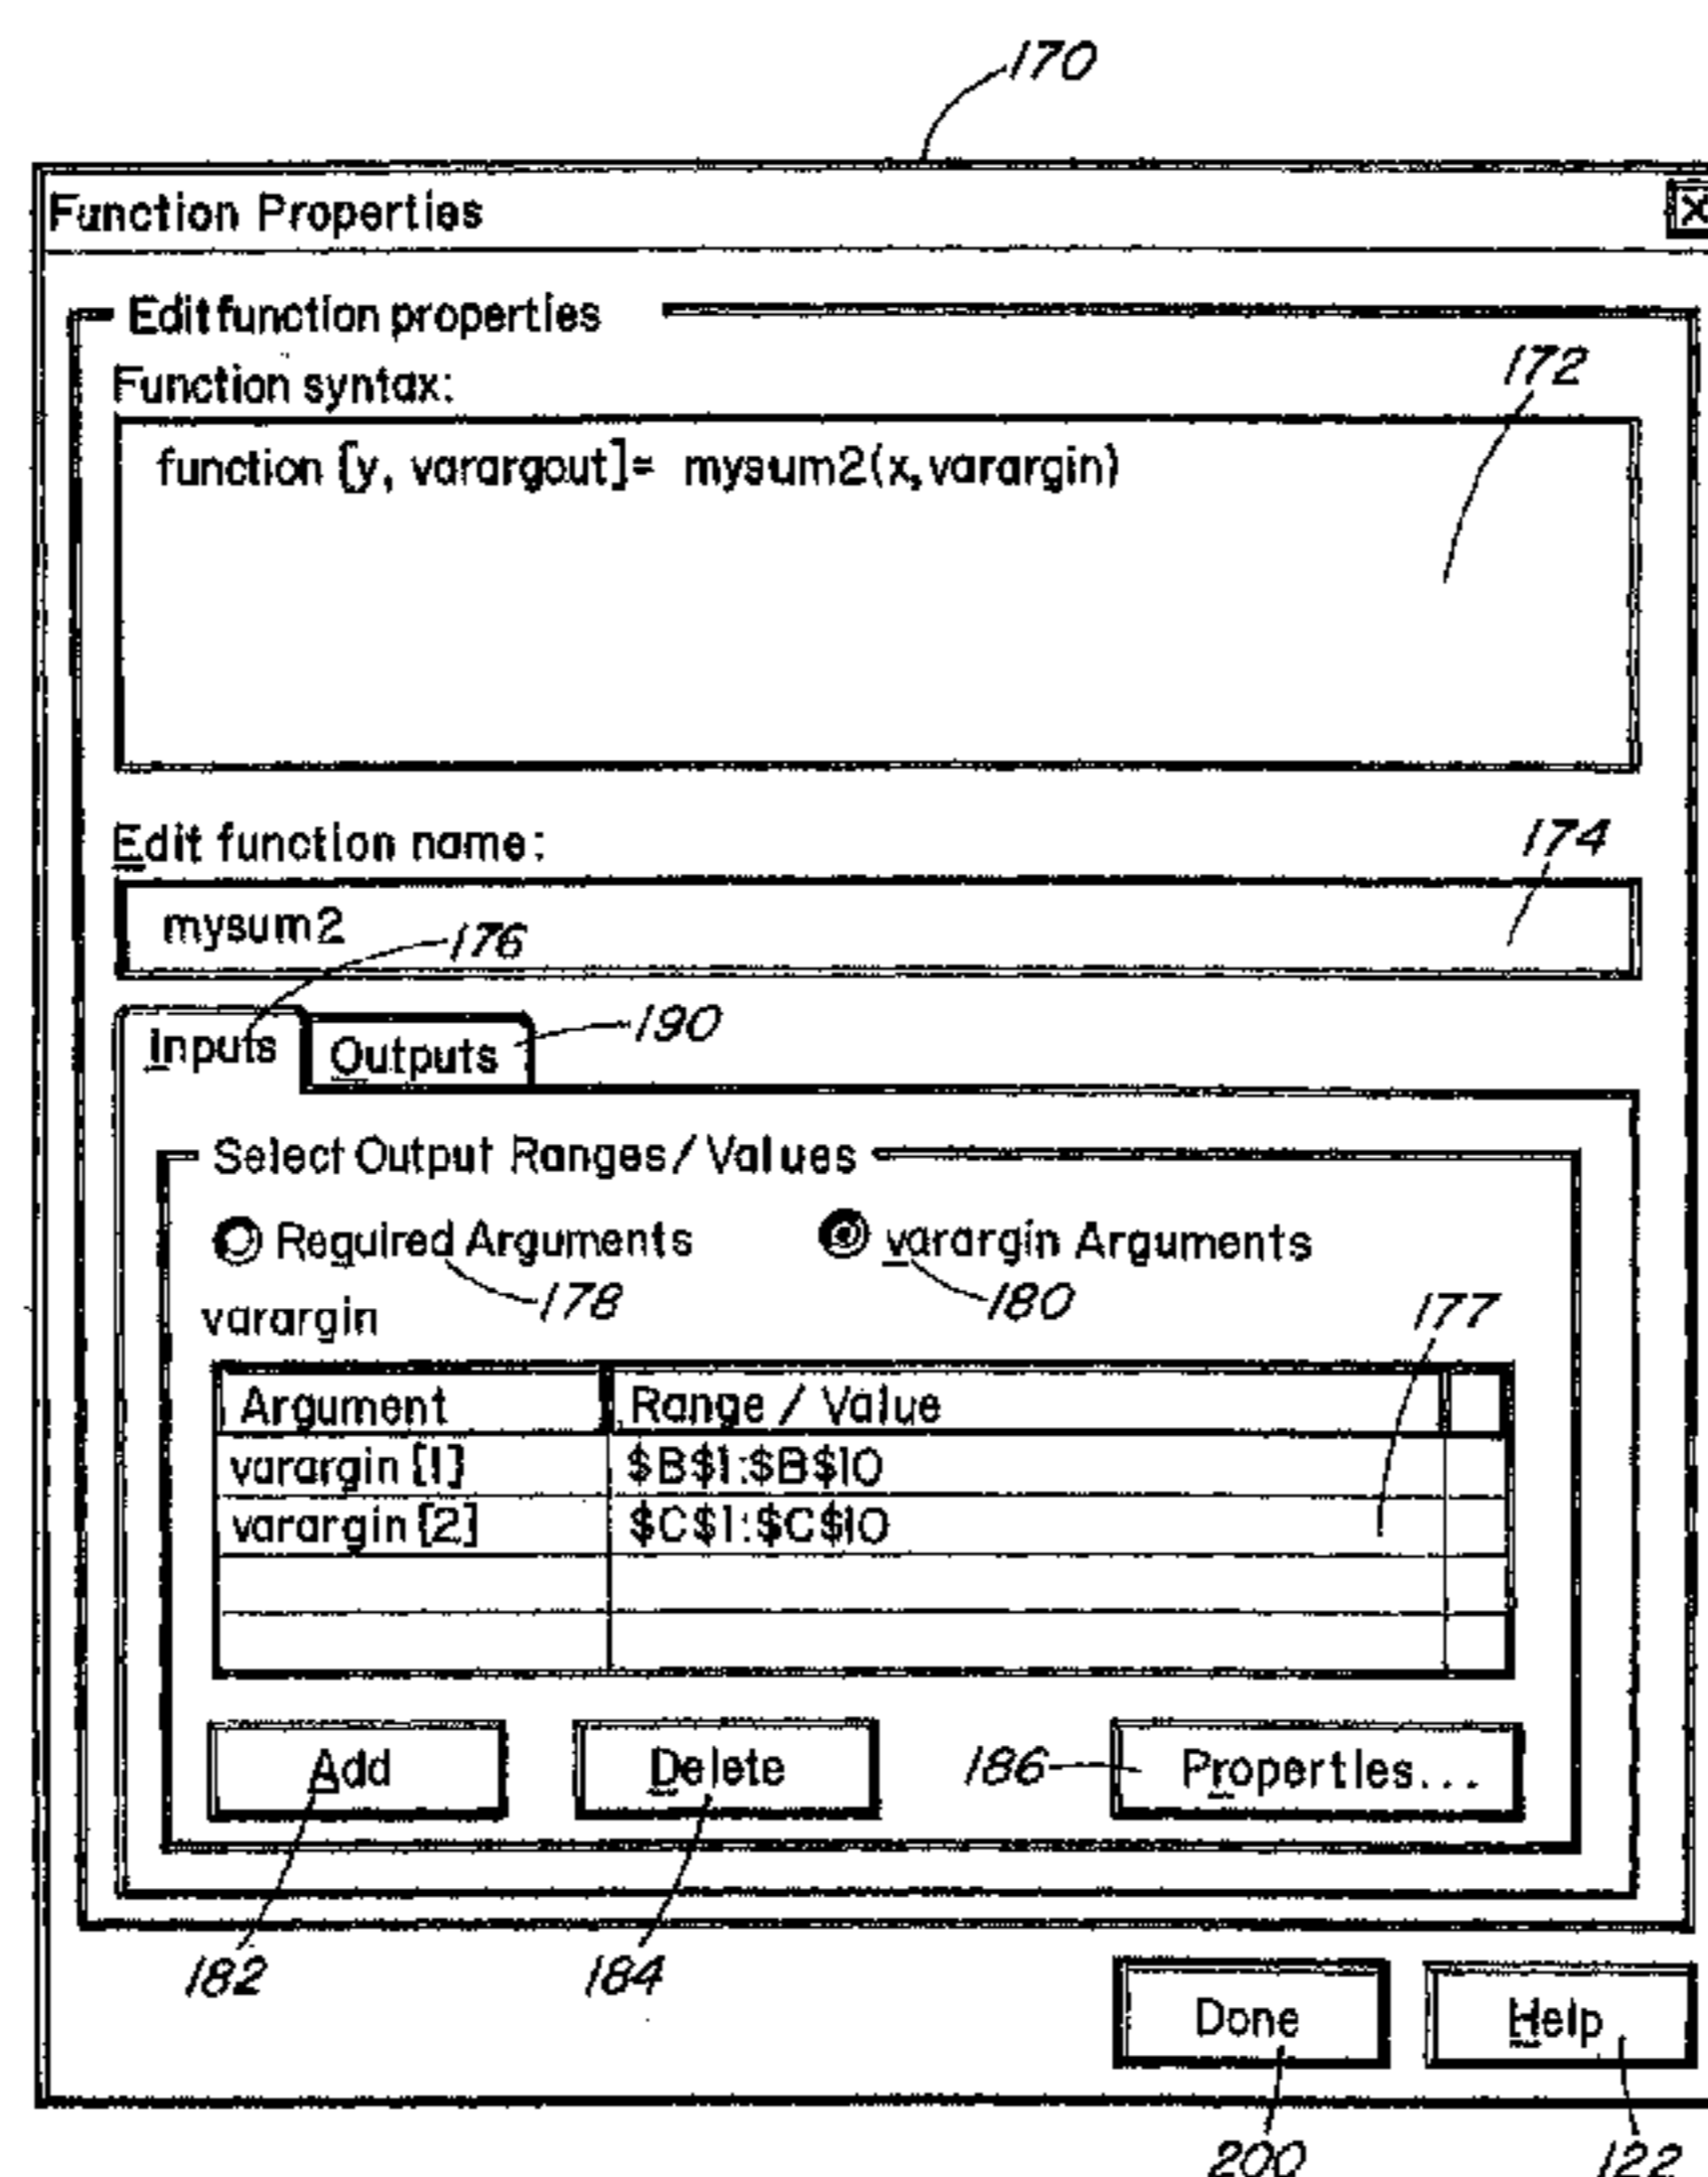 170
Function Properties X
Edit function properties
Function syntax:
172
function [y, varargout]= mysum2(x,varargin)
Edit function name:
174
mysum2
176
Inputs
Outputs
190
Select Output Ranges/Values
Required Arguments
varargin Arguments
178
180
177
varargin
Argument Range / Value
varargin [1] $B$1:$B$10
varargin [2] $C$1:$C$10
Add
Delete
186
Properties...
182
184
Done
Help
200
122